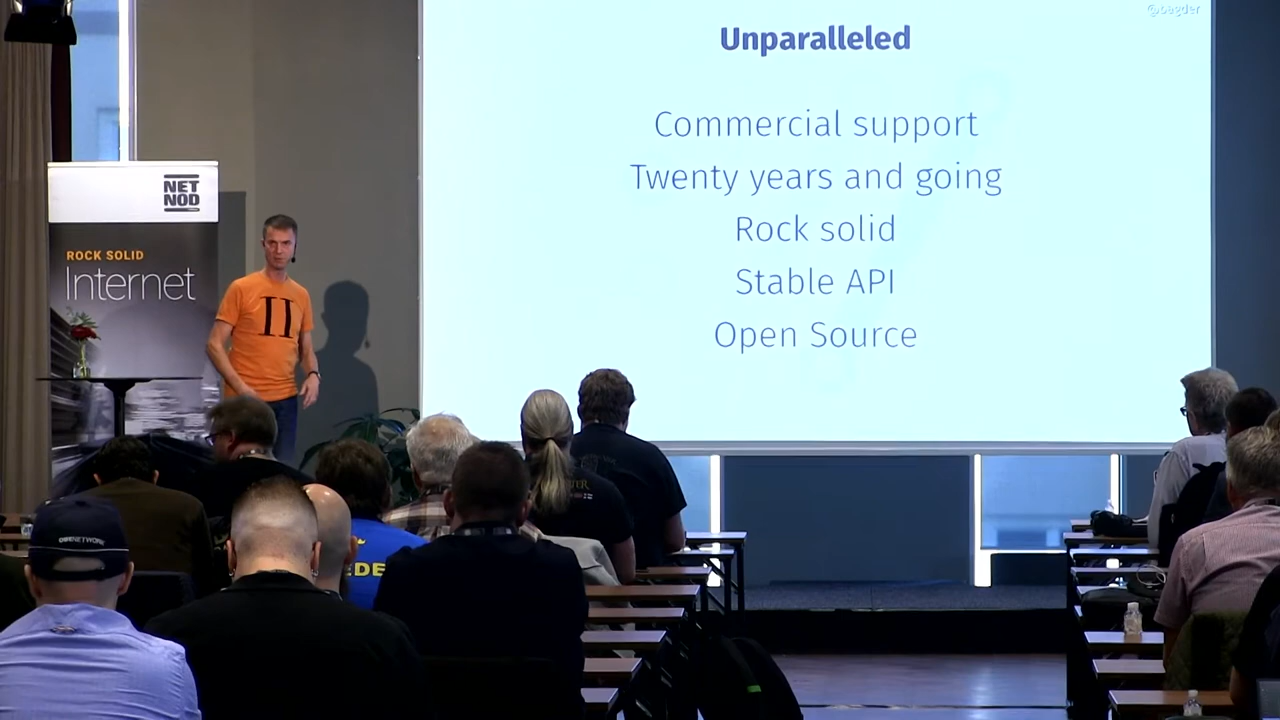 @bagder
Unparalleled
Commercial support
Twenty years and going
Rock solid
Stable API
Open Source
NET
NOD
ROCK SOLID
Internet
II
EDE